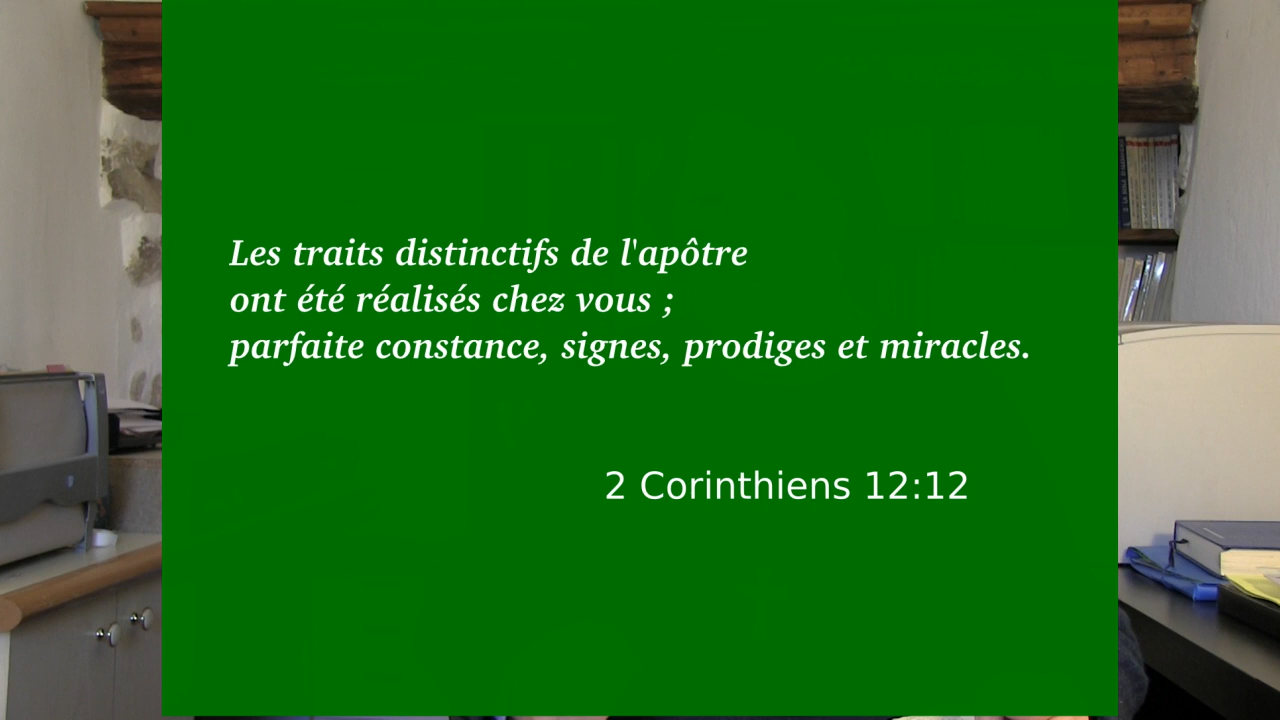 Les traits distinctifs de l'apôtre
ont été réalisés chez vous ;
parfaite constance, signes, prodiges et miracles.
2 Corinthiens 12:12